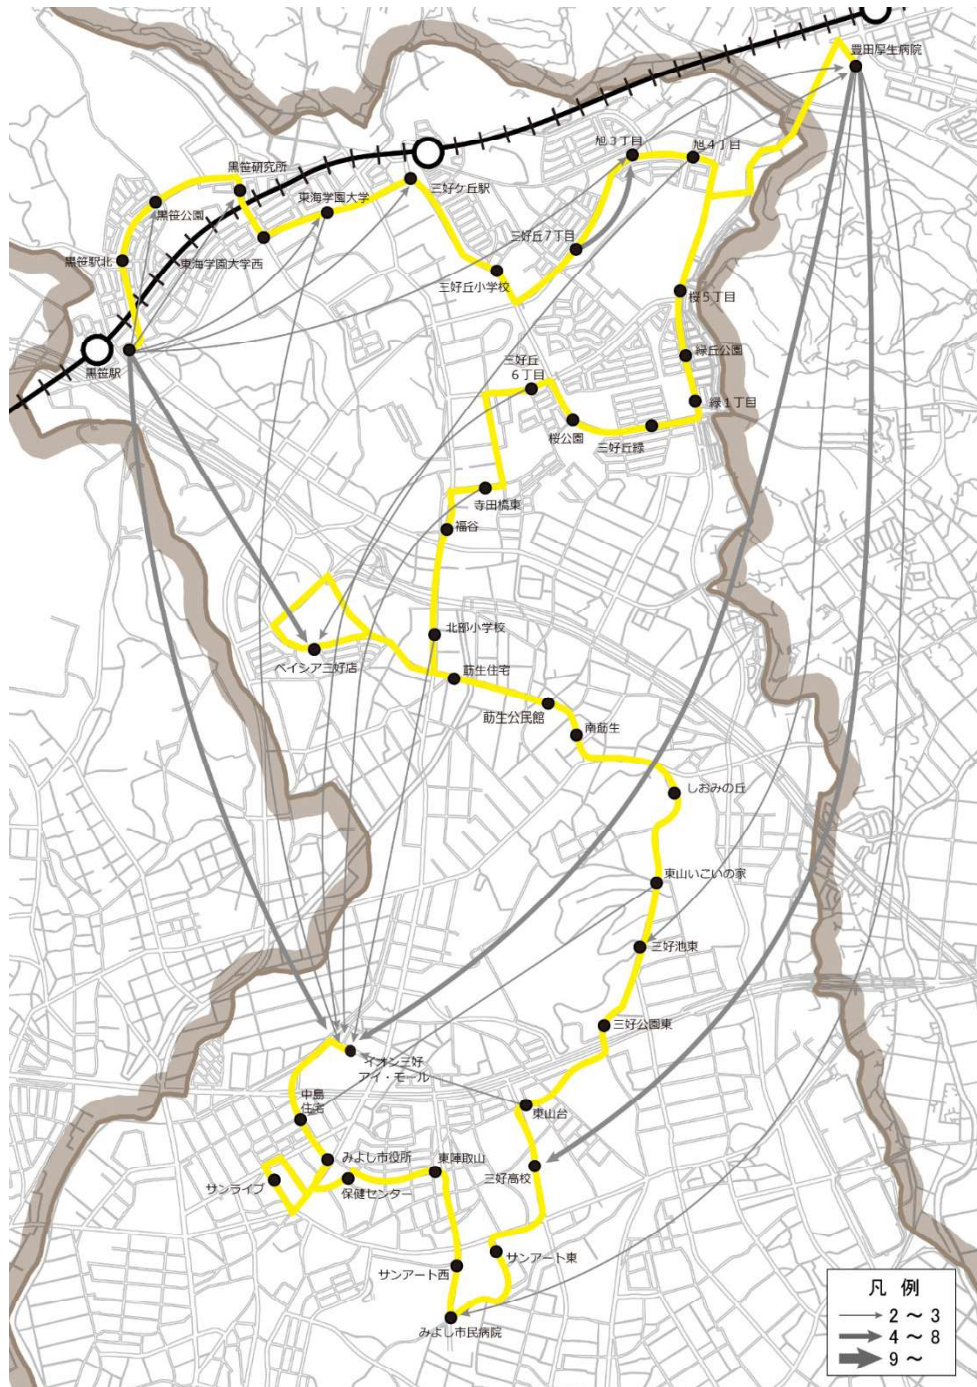 豊田厚生病院
旭3丁目
旭4丁目
黒笹研究所
東海学園大学
三好ケ丘駅
黒笹公園
三好丘7丁目
黒笹駅北
東海学園大学西
三好丘小学校
桜5丁目
緑丘公園
黒笹駅
三好丘
6丁目
緑1丁目
桜公園
三好丘緑
寺田橋東
福谷
北部小学校
ベイシア三好店
莇生住宅
莇生公民館
南莇生
しおみの丘
東山いこいの家
三好池東
三好公園東
イオン三好
アイ・モール
中島
住宅
東山台
みよし市役所
東陣取山
三好高校
サンライブ
保健センター
サンアート東
サンアート西
みよし市民病院
凡 例
2 ～ 3
4 ～ 8
9 ～